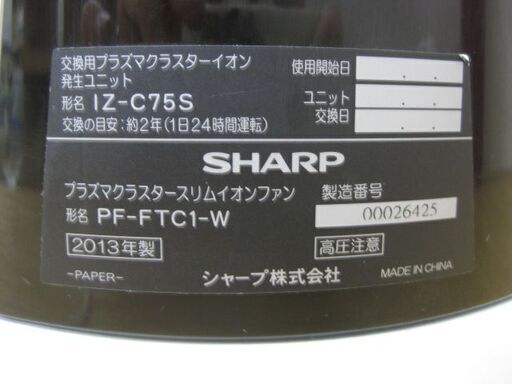 交換用プラズマクラスターイオン
発生ユニット
形名 IZ-C75S
交換の目安:約2年(1日24時間運転)
使用開始日 . .
ユニット
交換日 . .
SHARP
プラズマクラスタースリムイオンファン
形名 PF-FTC1-W
製造番号
00026425
2013年製
高圧注意
-PAPER-
シャープ株式会社
MADE IN CHINA